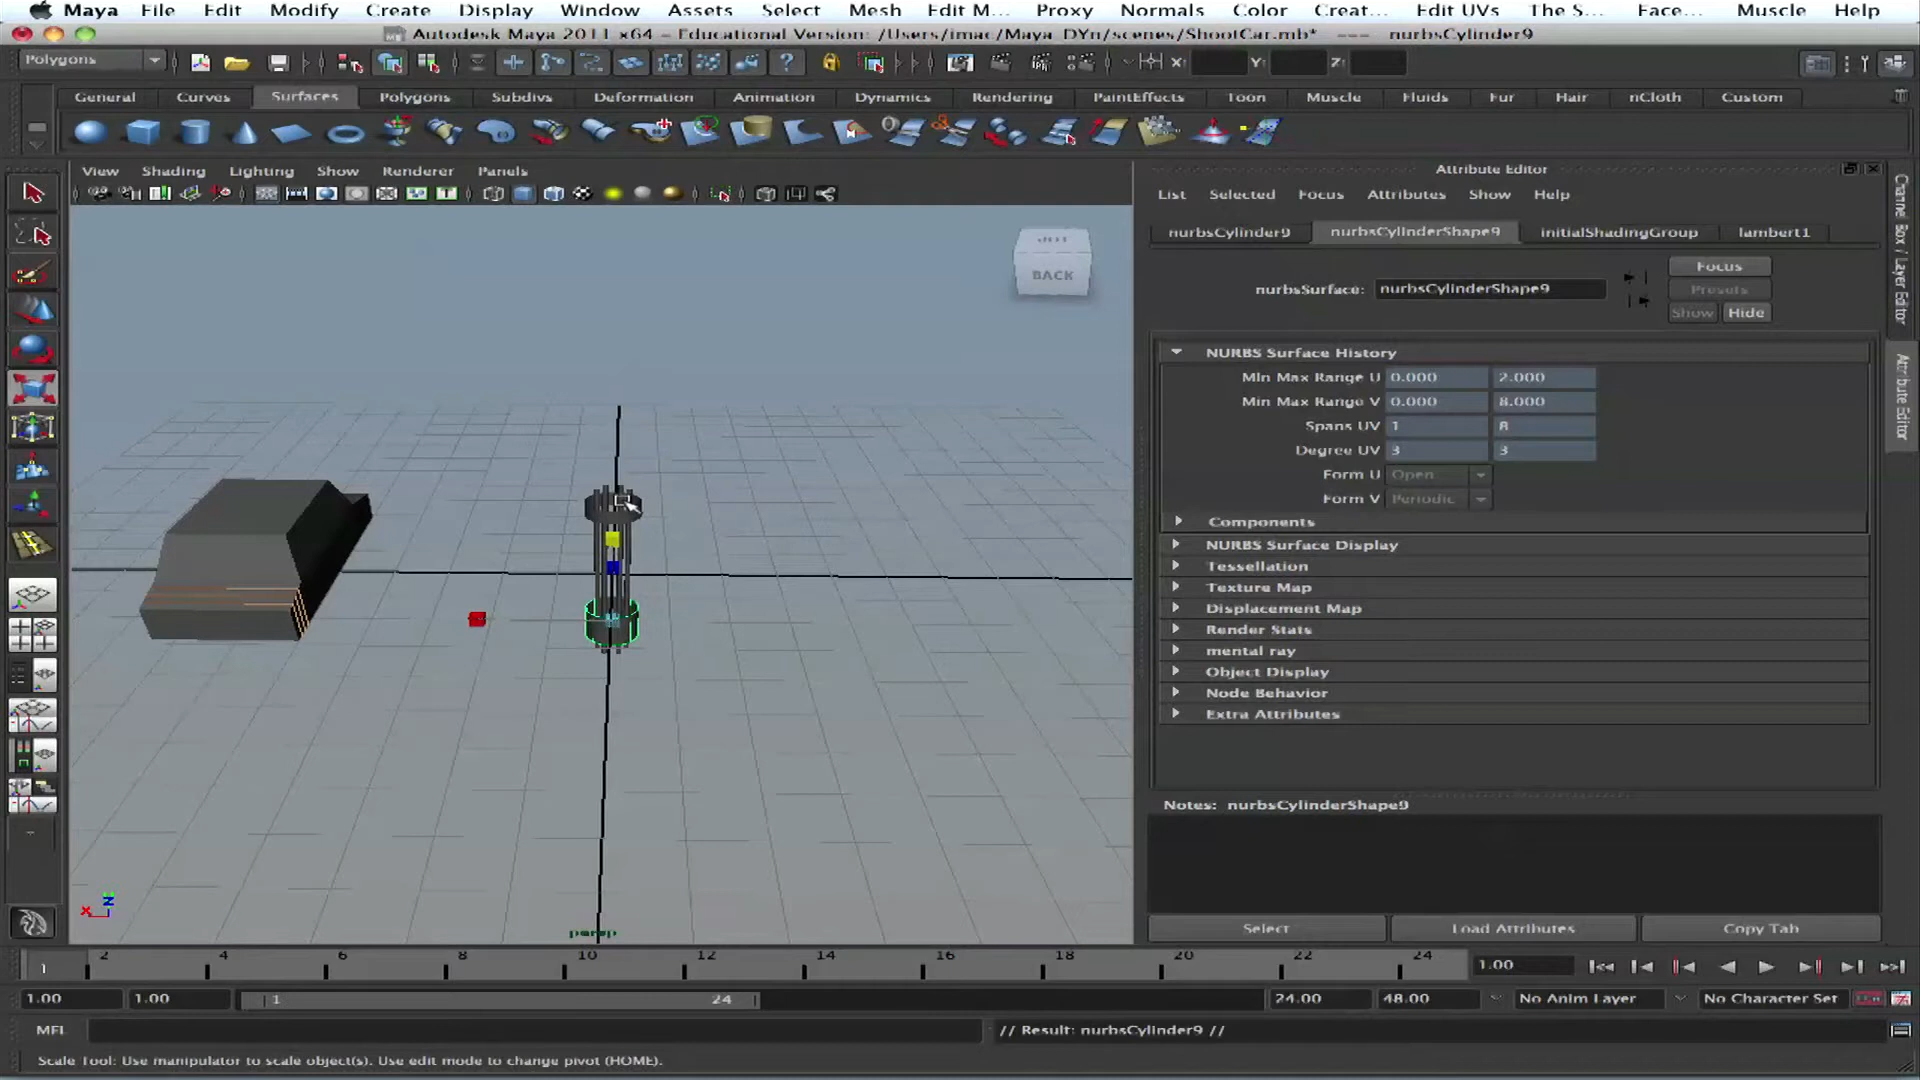 Maya File Edit Modify Create Display Window Assets Select Mesh Edit M... Proxy Normals Color Creat... Edit UVs The S... Face... Muscle Help
Autodesk Maya 2011 x64 – Educational Version: /Users/imac/Maya_DYn/scenes/ShootCar.mb* --- nurbsCylinder9
Polygons
X: Y: Z:
General Curves Surfaces Polygons Subdivs Deformation Animation Dynamics Rendering PaintEffects Toon Muscle Fluids Fur Hair nCloth Custom
View Shading Lighting Show Renderer Panels
Attribute Editor
List Selected Focus Attributes Show Help
nurbsCylinder9 nurbsCylinderShape9 initialShadingGroup lambert1
BACK
nurbsSurface: nurbsCylinderShape9
Focus
Presets
Show Hide
NURBS Surface History
Min Max Range U 0.000 2.000
Min Max Range V 0.000 8.000
Spans UV 1 8
Degree UV 3 3
Form U Open
Form V Periodic
Components
NURBS Surface Display
Tessellation
Texture Map
Displacement Map
Render Stats
mental ray
Object Display
Node Behavior
Extra Attributes
Notes: nurbsCylinderShape9
Select Load Attributes Copy Tab
Channel Box / Layer Editor
Attribute Editor
z
x
persp
1 2 4 6 8 10 12 14 16 18 20 22 24 1.00
1.00 1.00 1 24 24.00 48.00 No Anim Layer No Character Set
MEL // Result: nurbsCylinder9 //
Scale Tool: Use manipulator to scale object(s). Use edit mode to change pivot (HOME).